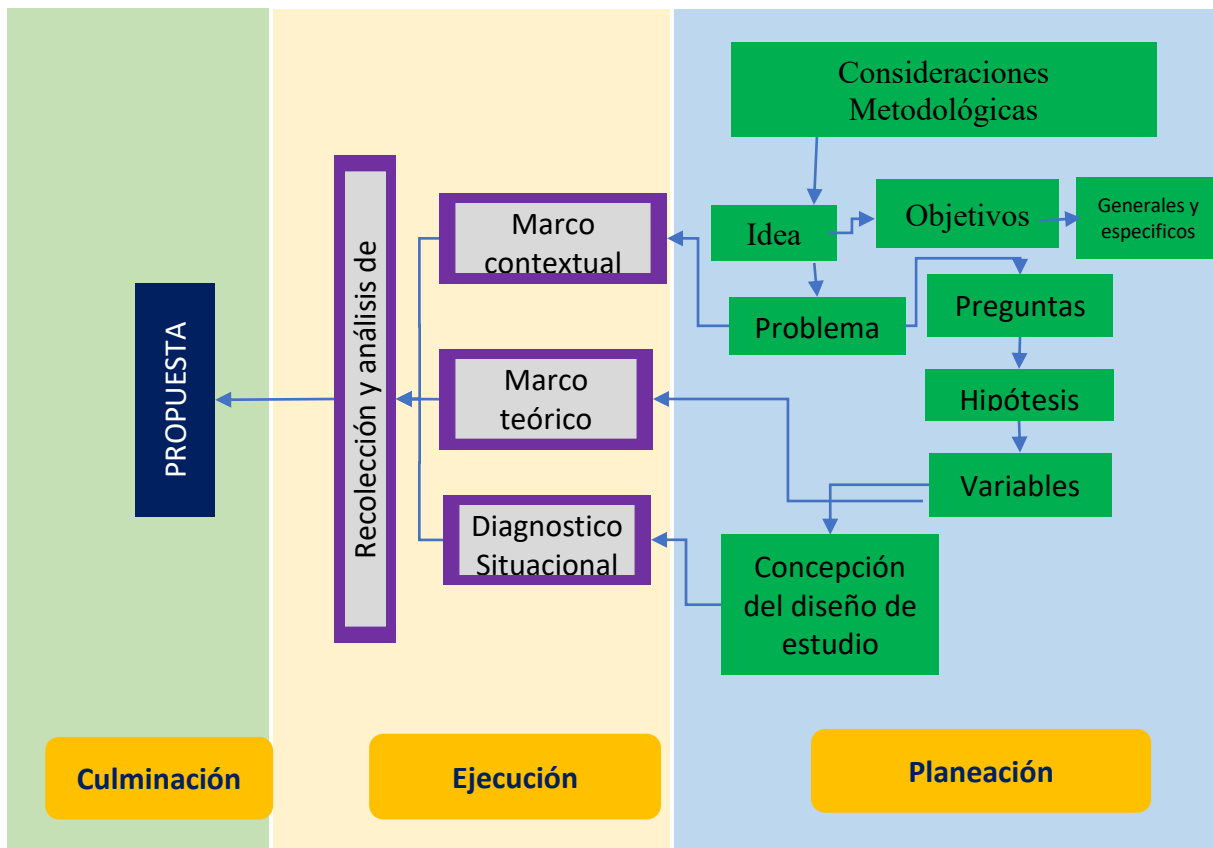 Consideraciones
Metodológicas
Idea
Objetivos
Generales y
especificos
Problema
Preguntas
Hipótesis
Variables
Concepción
del diseño de
estudio
Marco
contextual
Marco
teórico
Diagnostico
Situacional
Recolección y análisis de
PROPUESTA
Culminación
Ejecución
Planeación